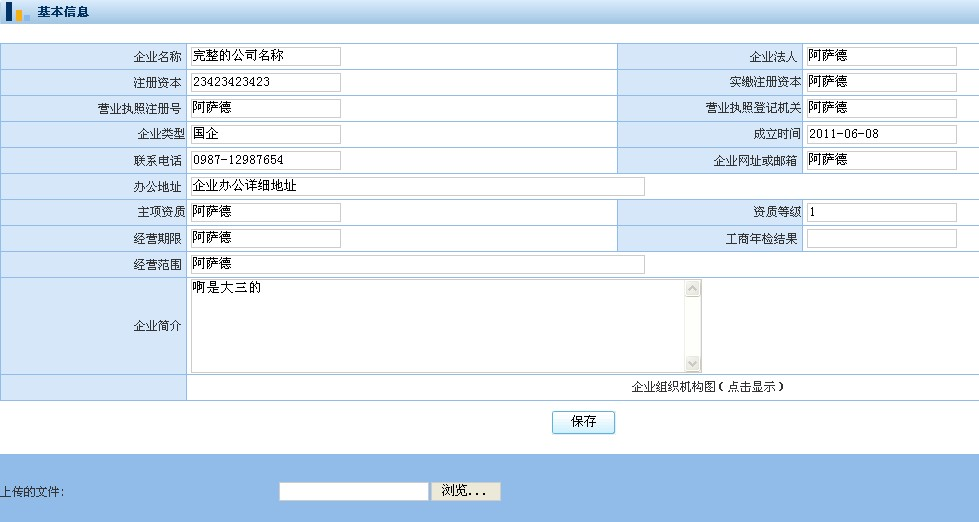 基本信息
企业名称 完整的公司名称 企业法人 阿萨德
注册资本 23423423423 实缴注册资本 阿萨德
营业执照注册号 阿萨德 营业执照登记机关 阿萨德
企业类型 国企 成立时间 2011-06-08
联系电话 0987-12987654 企业网址或邮箱 阿萨德
办公地址 企业办公详细地址
主项资质 阿萨德 资质等级 1
经营期限 阿萨德 工商年检结果
经营范围 阿萨德
企业简介 啊是大三的
企业组织机构图(点击显示)
保存
上传的文件: 浏览...